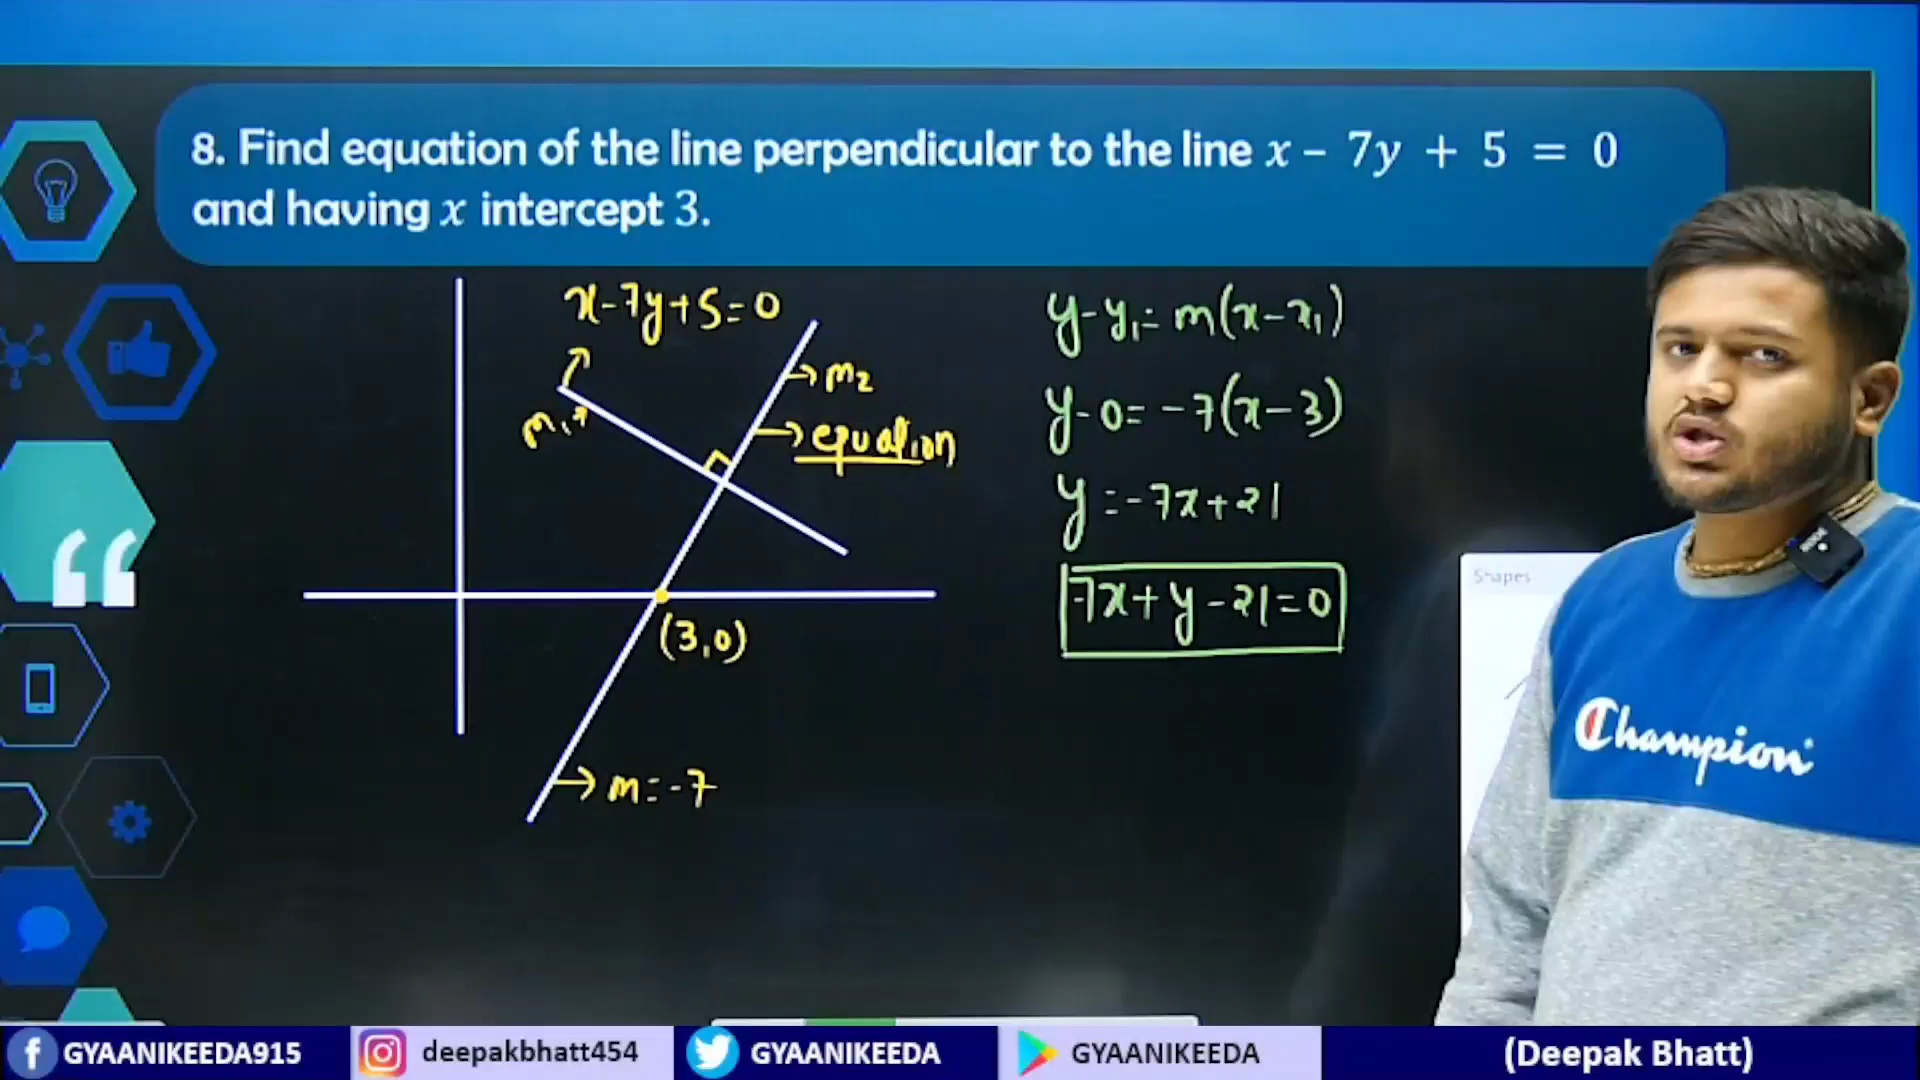 8. Find equation of the line perpendicular to the line x − 7y + 5 = 0
and having x intercept 3.
x-7y+5=0
m₁
m₂
equation
(3,0)
m=-7
y-y₁=m(x-x₁)
y-0=-7(x-3)
y=-7x+21
7x+y-21=0
Shapes
Champion
GYAANIKEEDA915
deepakbhatt454
GYAANIKEEDA
GYAANIKEEDA
(Deepak Bhatt)